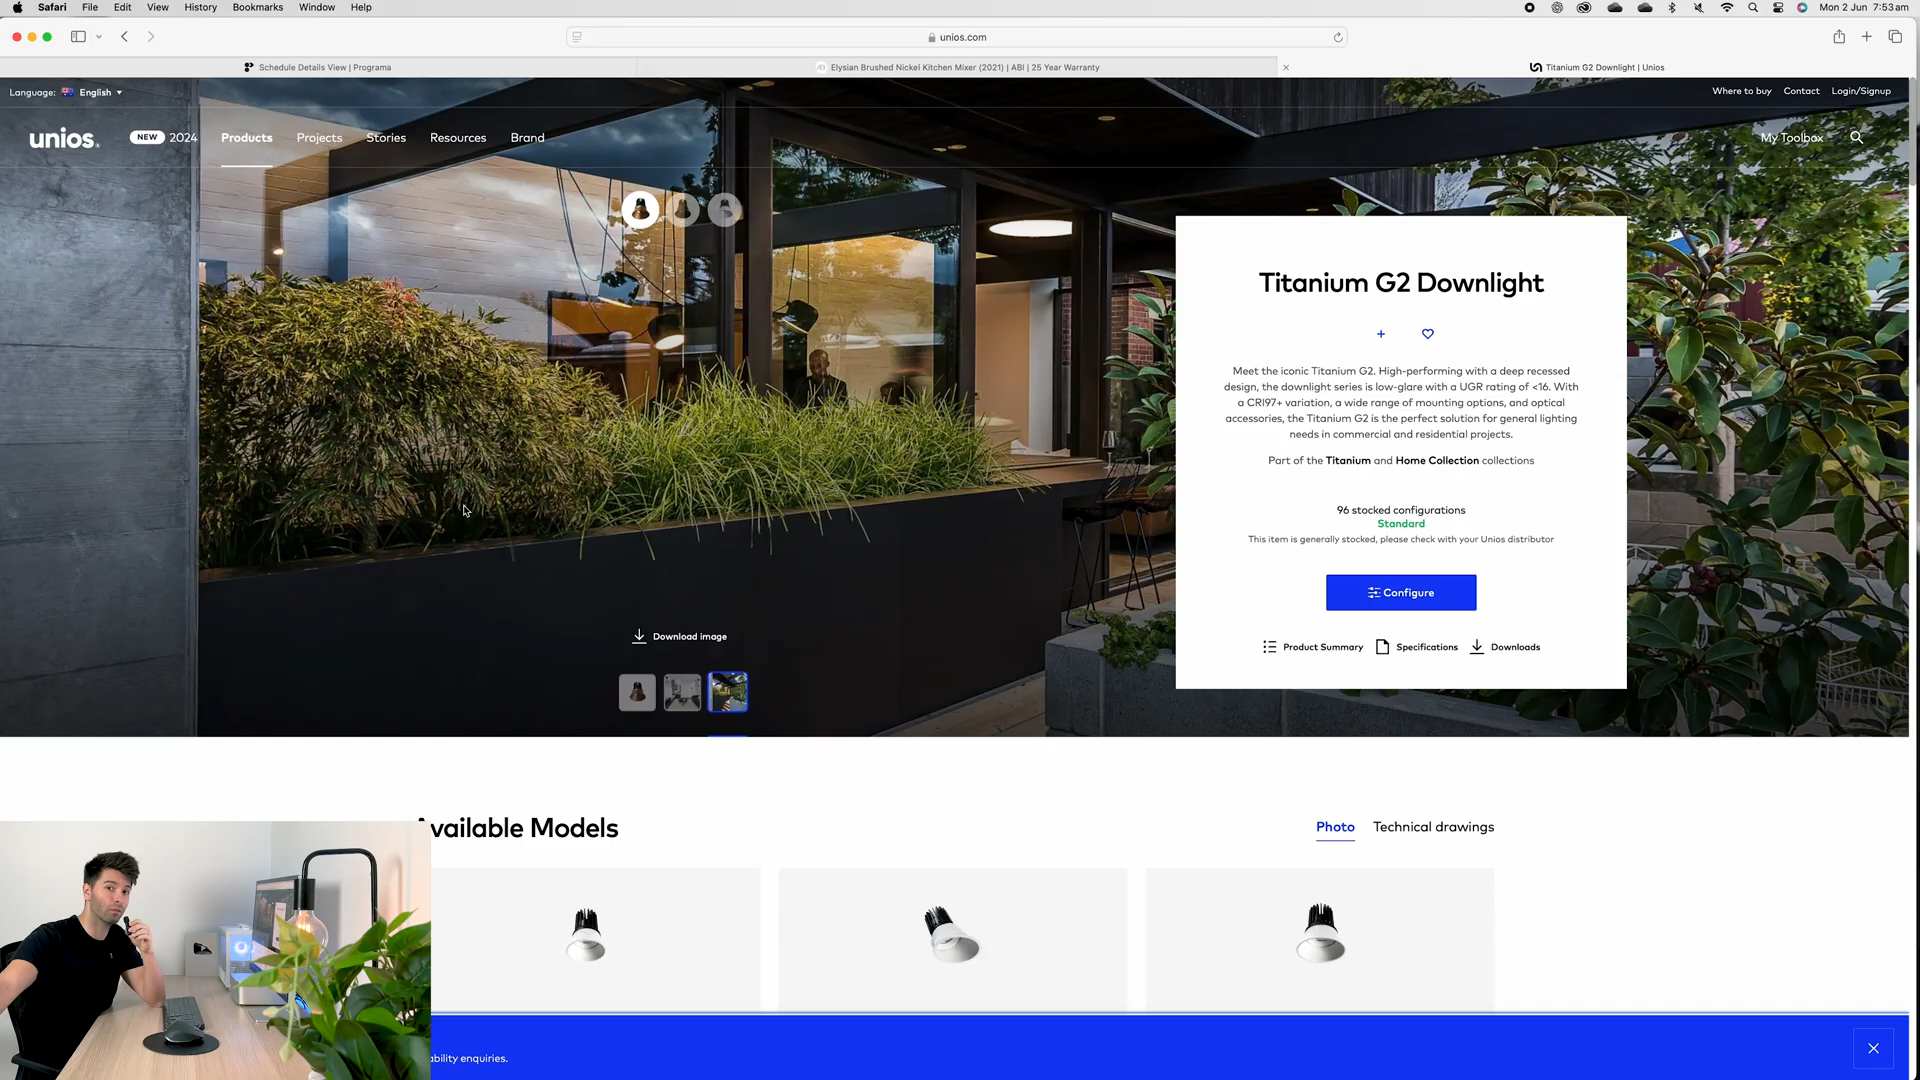 Safari File Edit View History Bookmarks Window Help
Mon 2 Jun 7:53 am
unios.com
Schedule Details View | Programa
Elysian Brushed Nickel Kitchen Mixer (2021) | ABI | 25 Year Warranty
Titanium G2 Downlight | Unios
Language: English
Where to buy Contact Login/Signup
unios.
NEW 2024 Products Projects Stories Resources Brand
My Toolbox
Titanium G2 Downlight
Meet the iconic Titanium G2. High-performing with a deep recessed
design, the downlight series is low-glare with a UGR rating of <16. With
a CRI97+ variation, a wide range of mounting options, and optical
accessories, the Titanium G2 is the perfect solution for general lighting
needs in commercial and residential projects.
Part of the Titanium and Home Collection collections
96 stocked configurations
Standard
This item is generally stocked, please check with your Unios distributor
Configure
Product Summary Specifications Downloads
Download image
Available Models
Photo Technical drawings
ability enquiries.